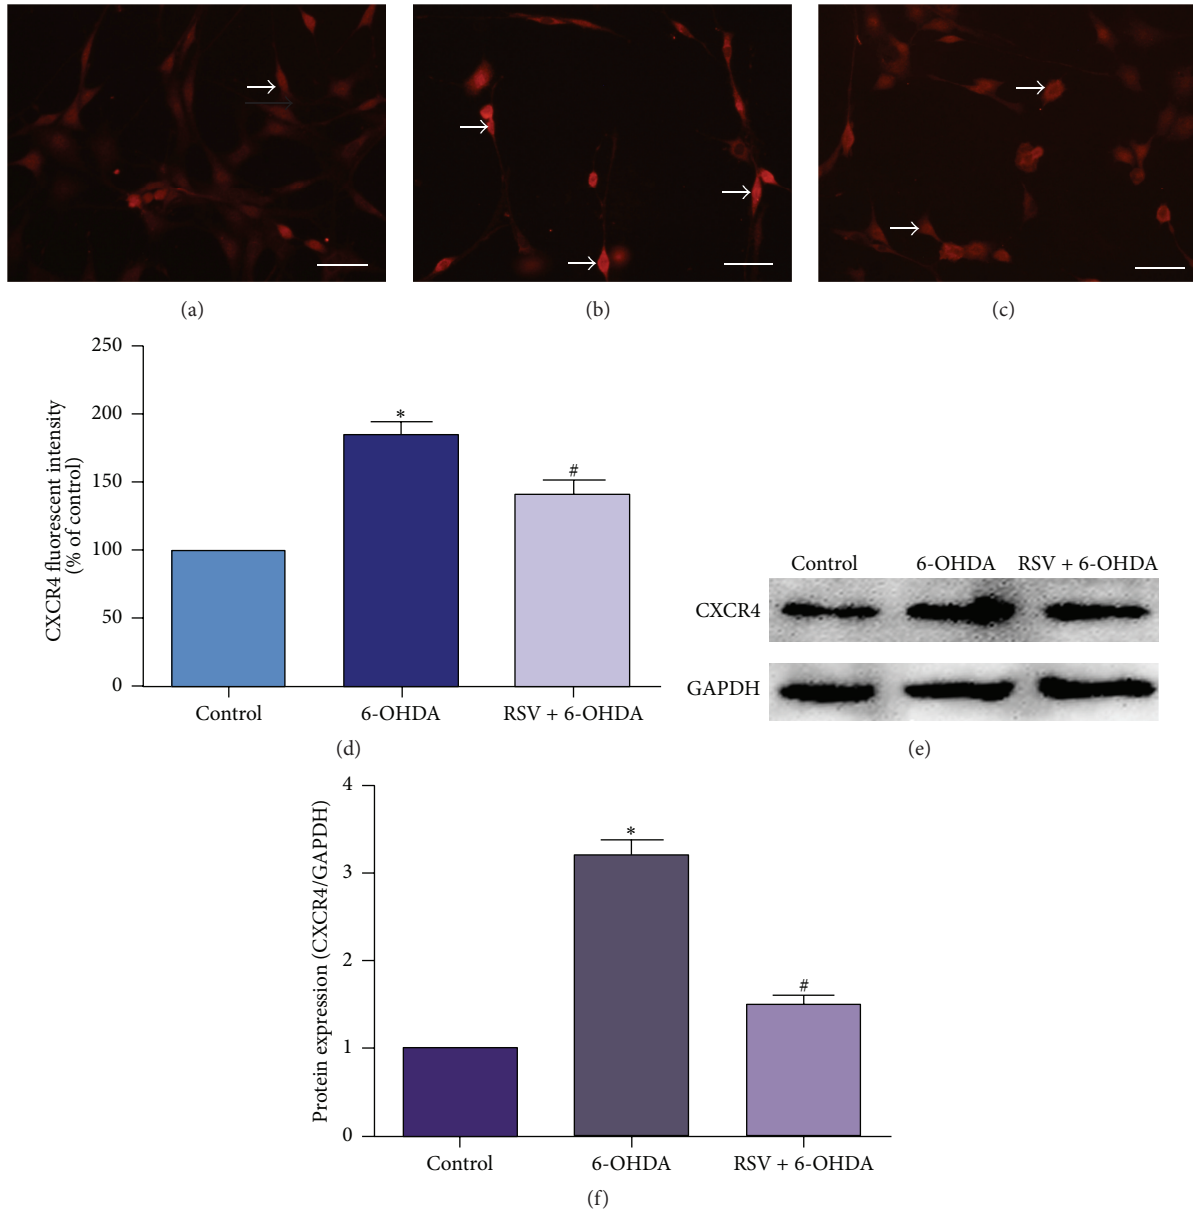 (a)
(b)
(c)
CXCR4 fluorescent intensity
(% of control)
250
200
150
100
50
0
*
#
Control
6-OHDA
RSV + 6-OHDA
(d)
Control
6-OHDA
RSV + 6-OHDA
CXCR4
GAPDH
(e)
Protein expression (CXCR4/GAPDH)
4
3
2
1
0
*
#
Control
6-OHDA
RSV + 6-OHDA
(f)